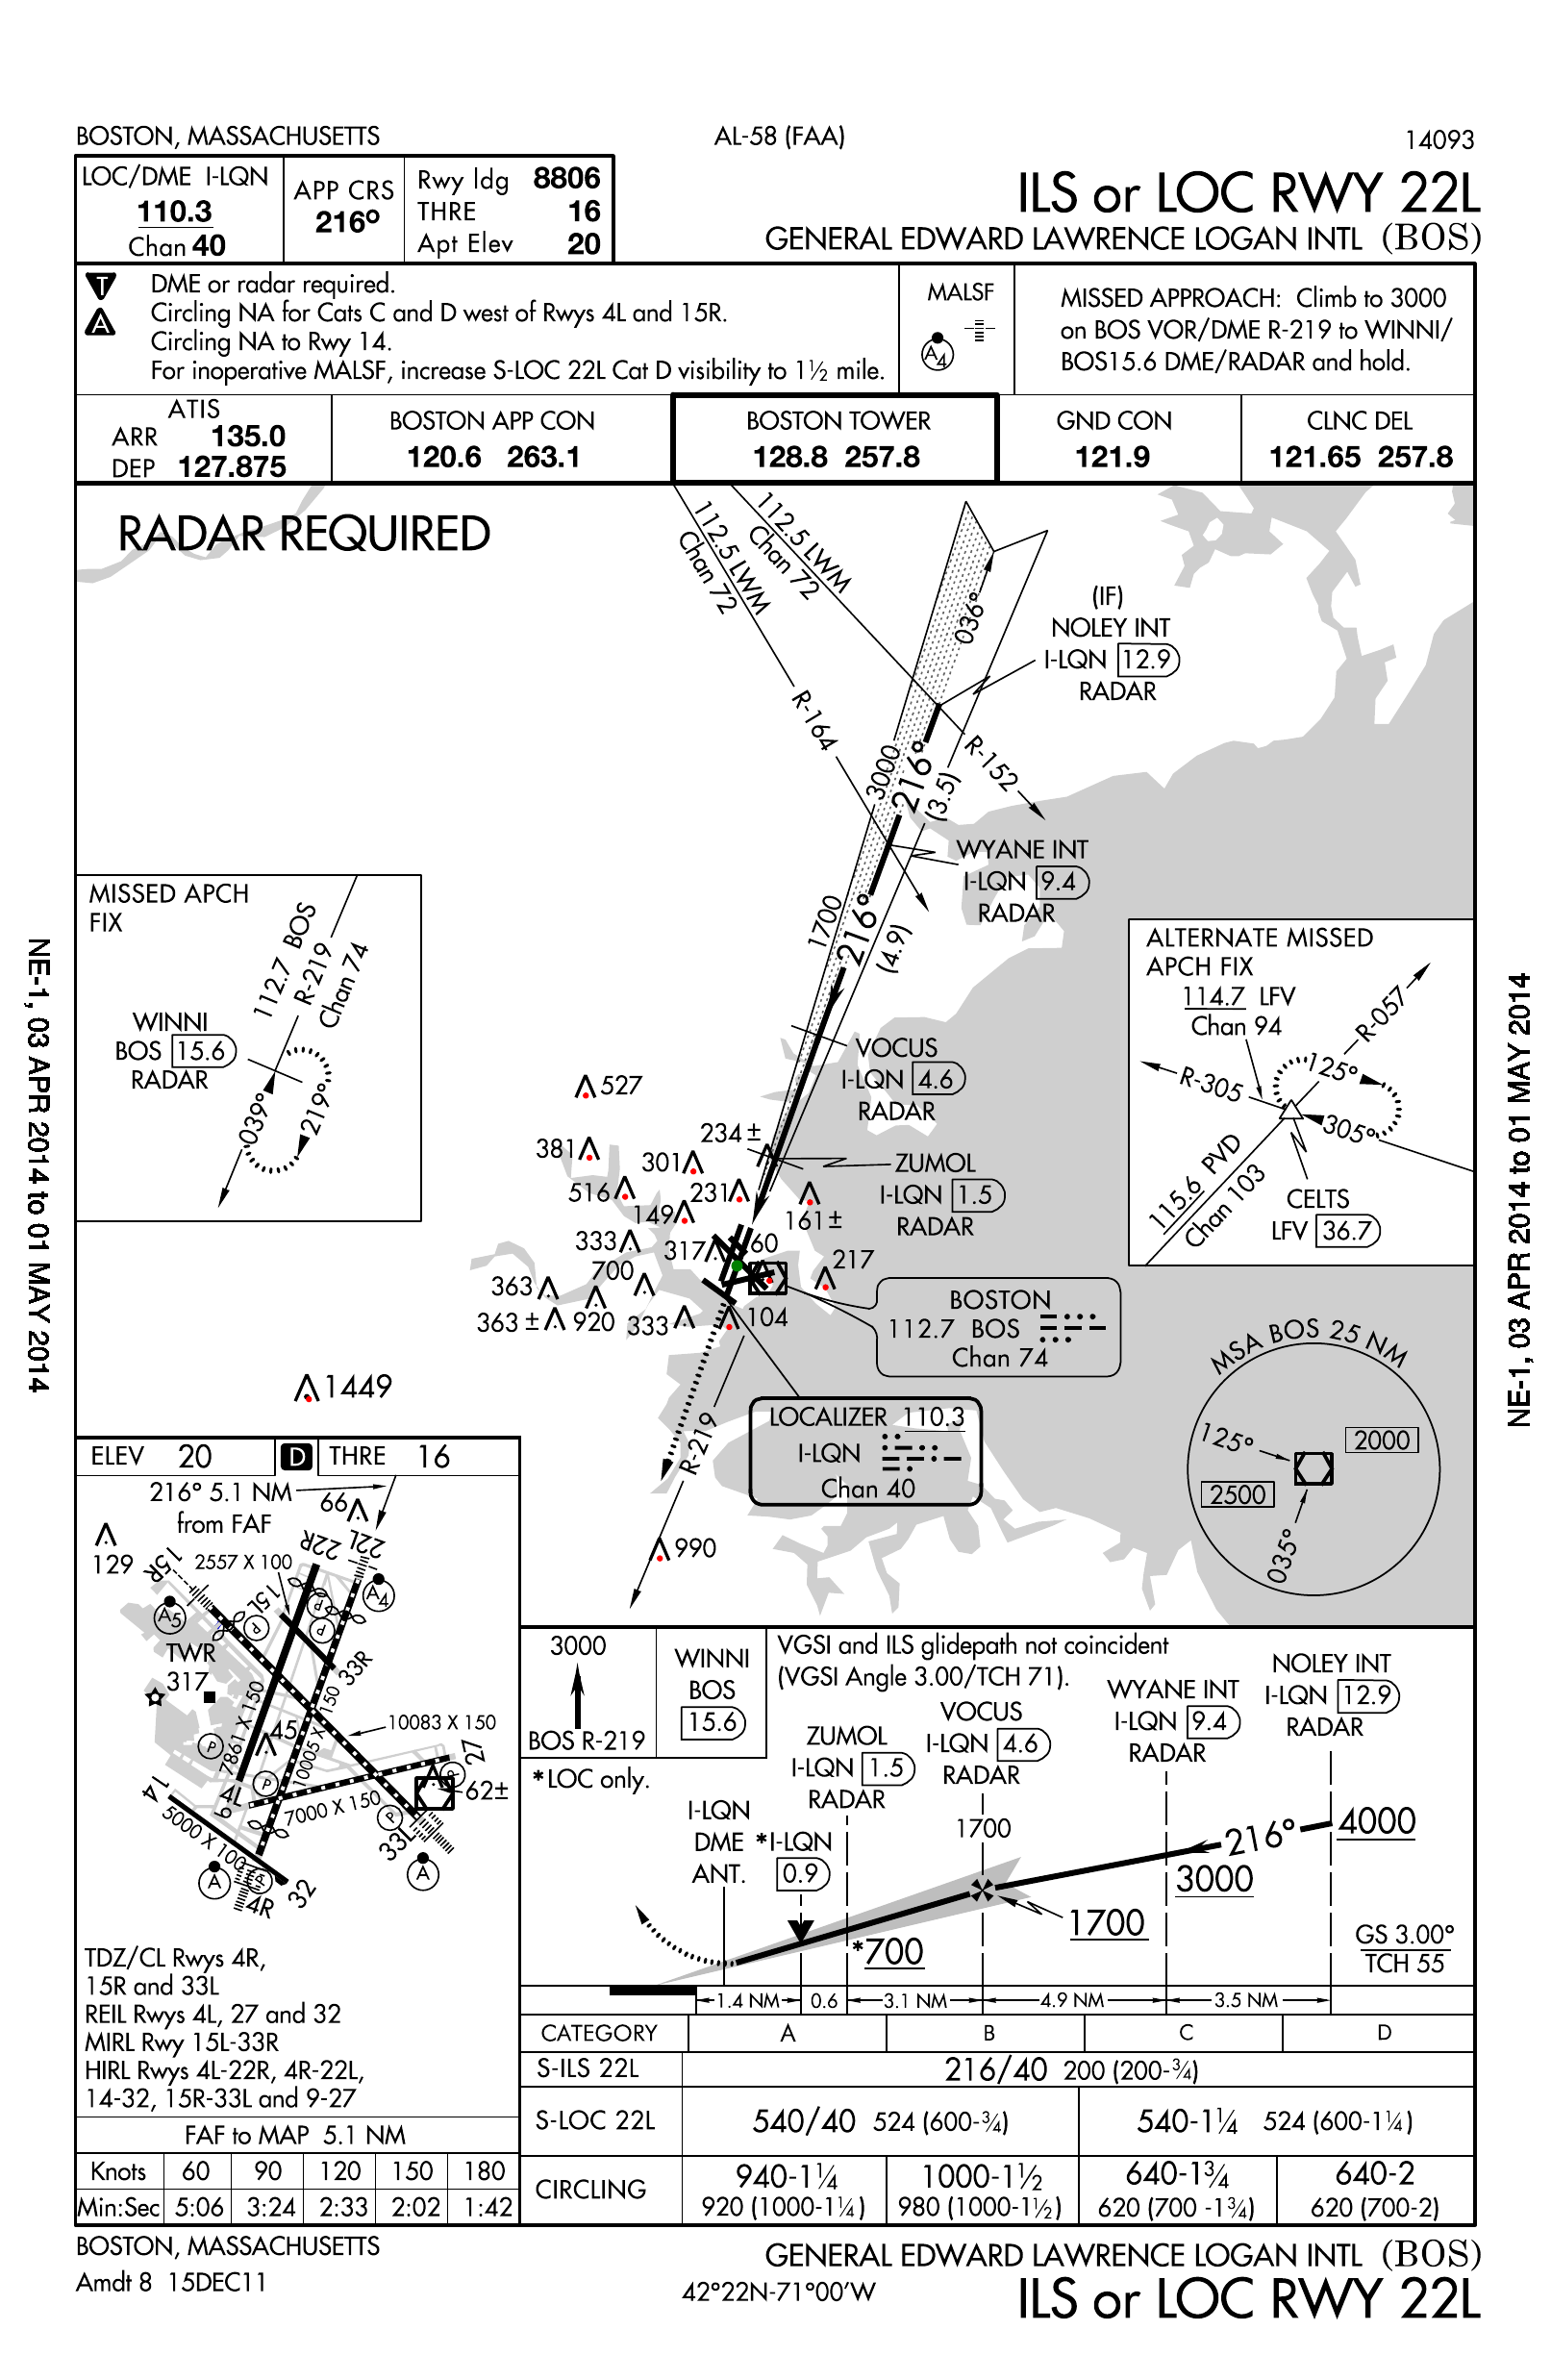 BOSTON, MASSACHUSETTS
AL-58 (FAA)
14093
LOC/DME I-LQN
110.3
Chan 40
APP CRS
216°
Rwy ldg 8806
THRE 16
Apt Elev 20
ILS or LOC RWY 22L
GENERAL EDWARD LAWRENCE LOGAN INTL (BOS)
T
A
DME or radar required.
Circling NA for Cats C and D west of Rwys 4L and 15R.
Circling NA to Rwy 14.
For inoperative MALSF, increase S-LOC 22L Cat D visibility to 1½ mile.
MALSF
A4
MISSED APPROACH: Climb to 3000
on BOS VOR/DME R-219 to WINNI/
BOS15.6 DME/RADAR and hold.
ATIS
ARR 135.0
DEP 127.875
BOSTON APP CON
120.6 263.1
BOSTON TOWER
128.8 257.8
GND CON
121.9
CLNC DEL
121.65 257.8
RADAR REQUIRED
112.5 LWM
Chan 72
112.5 LWM
Chan 72
036°
(IF)
NOLEY INT
I-LQN 12.9
RADAR
R-164
R-152
3000
216°
(3.5)
WYANE INT
I-LQN 9.4
RADAR
1700
216°
(4.9)
VOCUS
I-LQN 4.6
RADAR
ZUMOL
I-LQN 1.5
RADAR
MISSED APCH
FIX
112.7 BOS
R-219
Chan 74
WINNI
BOS 15.6
RADAR
039°
219°
ALTERNATE MISSED
APCH FIX
114.7 LFV
Chan 94
R-057
R-305
125°
305°
115.6 PVD
Chan 103
CELTS
LFV 36.7
527
381
301
234±
516
231
149
161±
333
317
60
217
700
363
363±
920
333
104
1449
990
BOSTON
112.7 BOS
Chan 74
LOCALIZER 110.3
I-LQN
Chan 40
R-219
MSA BOS 25 NM
125°
2000
2500
035°
NE-1, 03 APR 2014 to 01 MAY 2014
NE-1, 03 APR 2014 to 01 MAY 2014
ELEV 20
D
THRE 16
216° 5.1 NM
from FAF
66
129
15R
2557 X 100
22R
22L
15L
A5
A4
P
P
P
TWR
317
33R
7861 X 150
10005 X 150
10083 X 150
45
P
P
27
P
62±
4L
9
7000 X 150
14
5000 X 100
P
33L
A
A
P
4R
32
TDZ/CL Rwys 4R,
15R and 33L
REIL Rwys 4L, 27 and 32
MIRL Rwy 15L-33R
HIRL Rwys 4L-22R, 4R-22L,
14-32, 15R-33L and 9-27
FAF to MAP 5.1 NM
Knots 60 90 120 150 180
Min:Sec 5:06 3:24 2:33 2:02 1:42
3000
BOS R-219
WINNI
BOS
15.6
VGSI and ILS glidepath not coincident
(VGSI Angle 3.00/TCH 71).
*LOC only.
I-LQN
DME
ANT.
*I-LQN
0.9
ZUMOL
I-LQN 1.5
RADAR
VOCUS
I-LQN 4.6
RADAR
1700
WYANE INT
I-LQN 9.4
RADAR
NOLEY INT
I-LQN 12.9
RADAR
216°
4000
3000
1700
*700
GS 3.00°
TCH 55
1.4 NM 0.6 3.1 NM 4.9 NM 3.5 NM
CATEGORY A B C D
S-ILS 22L 216/40 200 (200-¾)
S-LOC 22L 540/40 524 (600-¾) 540-1¼ 524 (600-1¼)
CIRCLING
940-1¼
920 (1000-1¼)
1000-1½
980 (1000-1½)
640-1¾
620 (700 -1¾)
640-2
620 (700-2)
BOSTON, MASSACHUSETTS
Amdt 8 15DEC11
42°22'N-71°00'W
GENERAL EDWARD LAWRENCE LOGAN INTL (BOS)
ILS or LOC RWY 22L